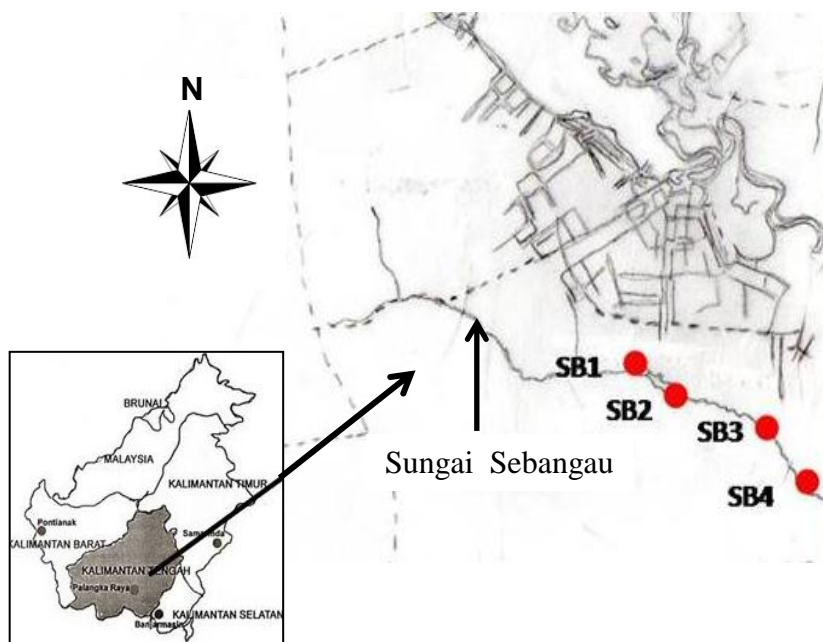 N
SB1
SB2
SB3
SB4
Sungai Sebangau
BRUNAI
MALAYSIA
KALIMANTAN TIMUR
Pontianak
Samarinda
KALIMANTAN BARAT
KALIMANTAN TENGAH
Palangka Raya
KALIMANTAN SELATAN
Banjarmasin